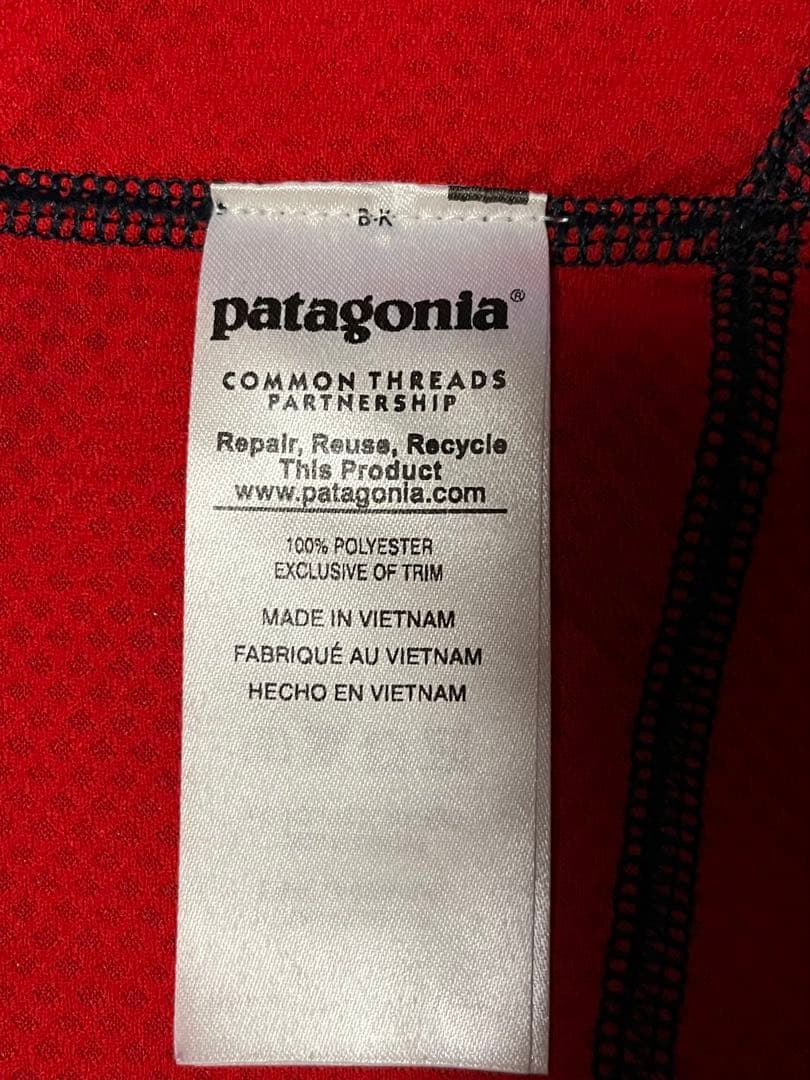 B-K
patagonia®
COMMON THREADS
PARTNERSHIP
Repair, Reuse, Recycle
This Product
www.patagonia.com
100% POLYESTER
EXCLUSIVE OF TRIM
MADE IN VIETNAM
FABRIQUÉ AU VIETNAM
HECHO EN VIETNAM